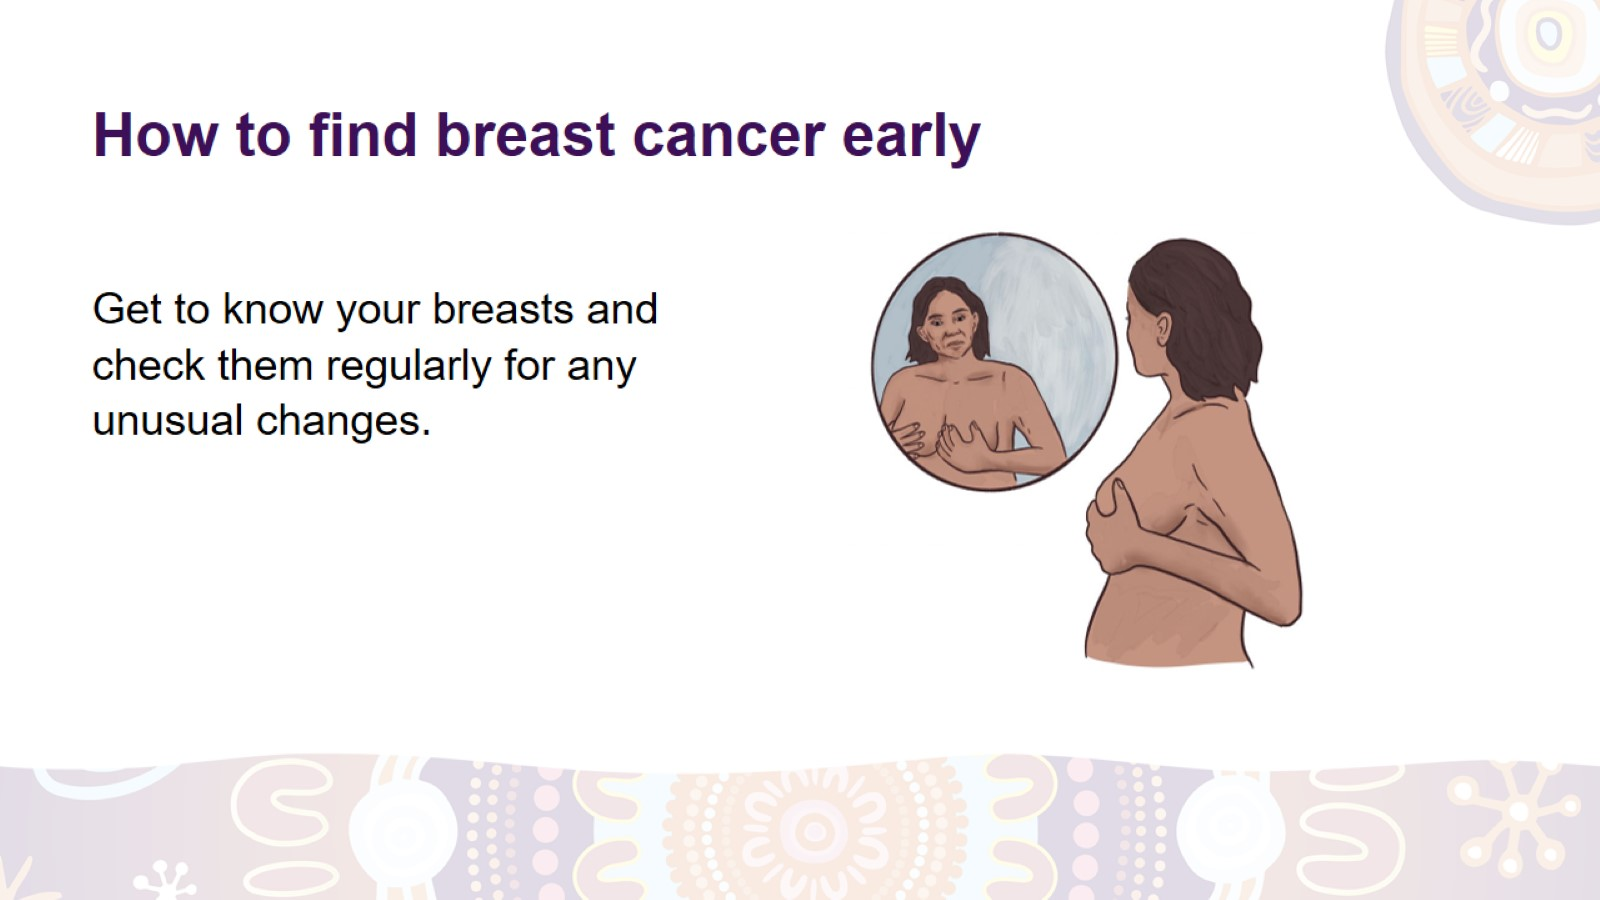 How to find breast cancer early
Get to know your breasts and
check them regularly for any
unusual changes.